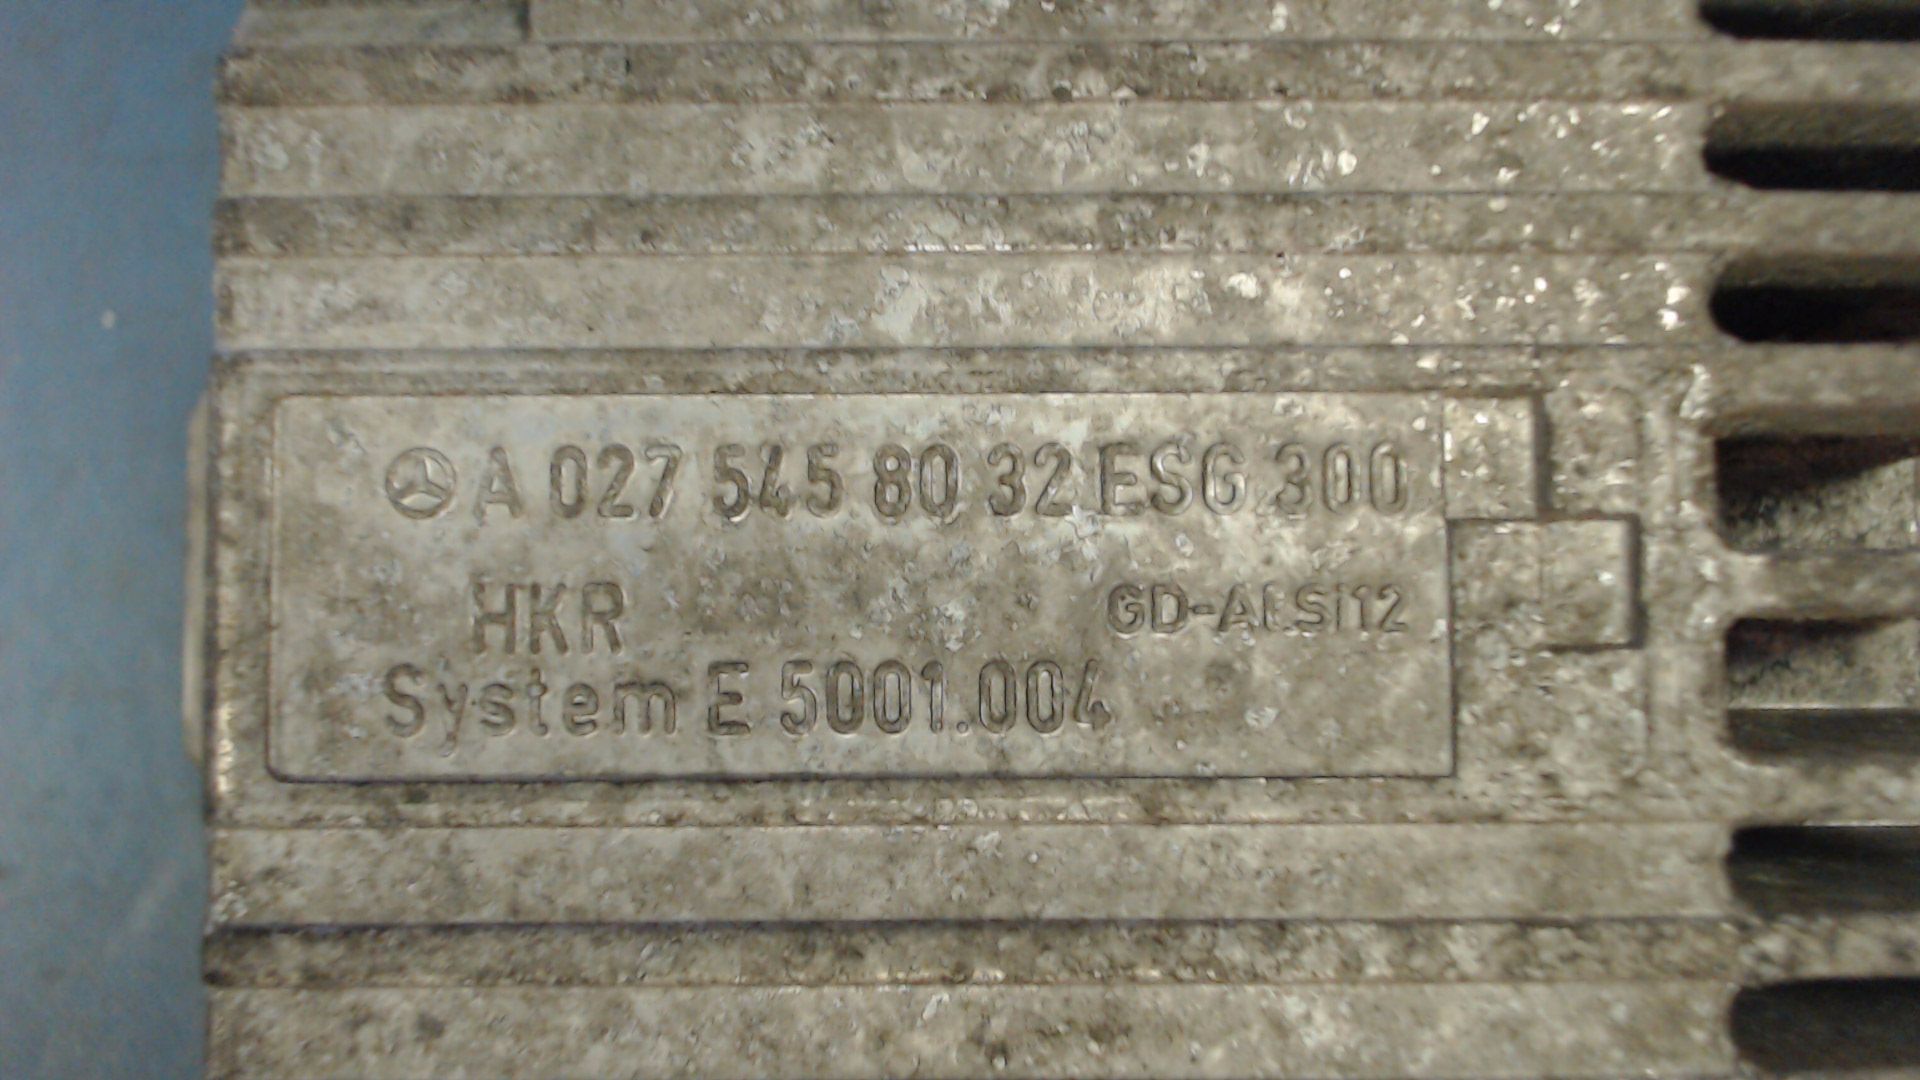 A 027 545 80 32 ESG 300
HKR GD-ALSi12
System E 5001.004